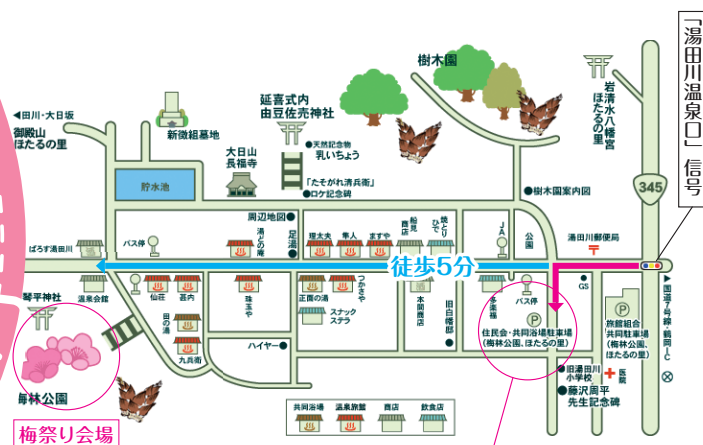 「湯田川温泉口」信号
樹木園
岩清水八幡宮
ほたるの里
延喜式内
由豆佐売神社
◀田川・大日坂
御殿山
ほたるの里
新徴組墓地
●天然記念物
乳いちょう
大日山
長福寺
「たそがれ清兵衛」
●ロケ記念碑
貯水池
●樹木園案内図
345
周辺地図●
足湯●
湯どの庵
理太夫
隼人
ますや
船見商店
焼とりひで
JA
公園
湯田川郵便局
〒
ぱろす湯田川
バス停
徒歩5分
温泉会館
仙荘
甚内
珠玉や
正面の湯
つかさや
本間商店
旧白幡邸
多楽福
バス停
GS
▶国道7号線・鶴岡IC
琴平神社
田の湯
九兵衛
スナック
ステラ
P
住民会・共同浴場駐車場
(梅林公園、ほたるの里)
P
旅館組合
共同駐車場
(梅林公園、
ほたるの里)
ハイヤー●
●旧湯田川
小学校
医院
●藤沢周平
先生記念碑
梅林公園
梅祭り会場
共同浴場
温泉旅館
商店
飲食店